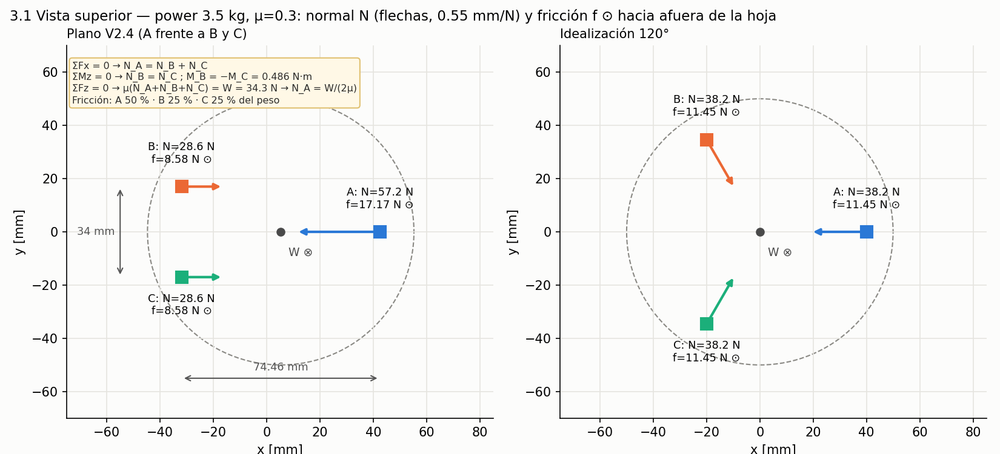 3.1 Vista superior — power 3.5 kg, μ=0.3: normal N (flechas, 0.55 mm/N) y fricción f ⊙ hacia afuera de la hoja
Plano V2.4 (A frente a B y C)
ΣFx = 0 → N_A = N_B + N_C
ΣMz = 0 → N_B = N_C ; M_B = −M_C = 0.486 N·m
ΣFz = 0 → μ(N_A+N_B+N_C) = W = 34.3 N → N_A = W/(2μ)
Fricción: A 50 % · B 25 % · C 25 % del peso
B: N=28.6 N
f=8.58 N ⊙
A: N=57.2 N
f=17.17 N ⊙
34 mm
W ⊗
C: N=28.6 N
f=8.58 N ⊙
74.46 mm
60
40
20
0
−20
−40
−60
y [mm]
−60 −40 −20 0 20 40 60 80
x [mm]
Idealización 120°
B: N=38.2 N
f=11.45 N ⊙
A: N=38.2 N
f=11.45 N ⊙
W ⊗
C: N=38.2 N
f=11.45 N ⊙
60
40
20
0
−20
−40
−60
y [mm]
−60 −40 −20 0 20 40 60 80
x [mm]